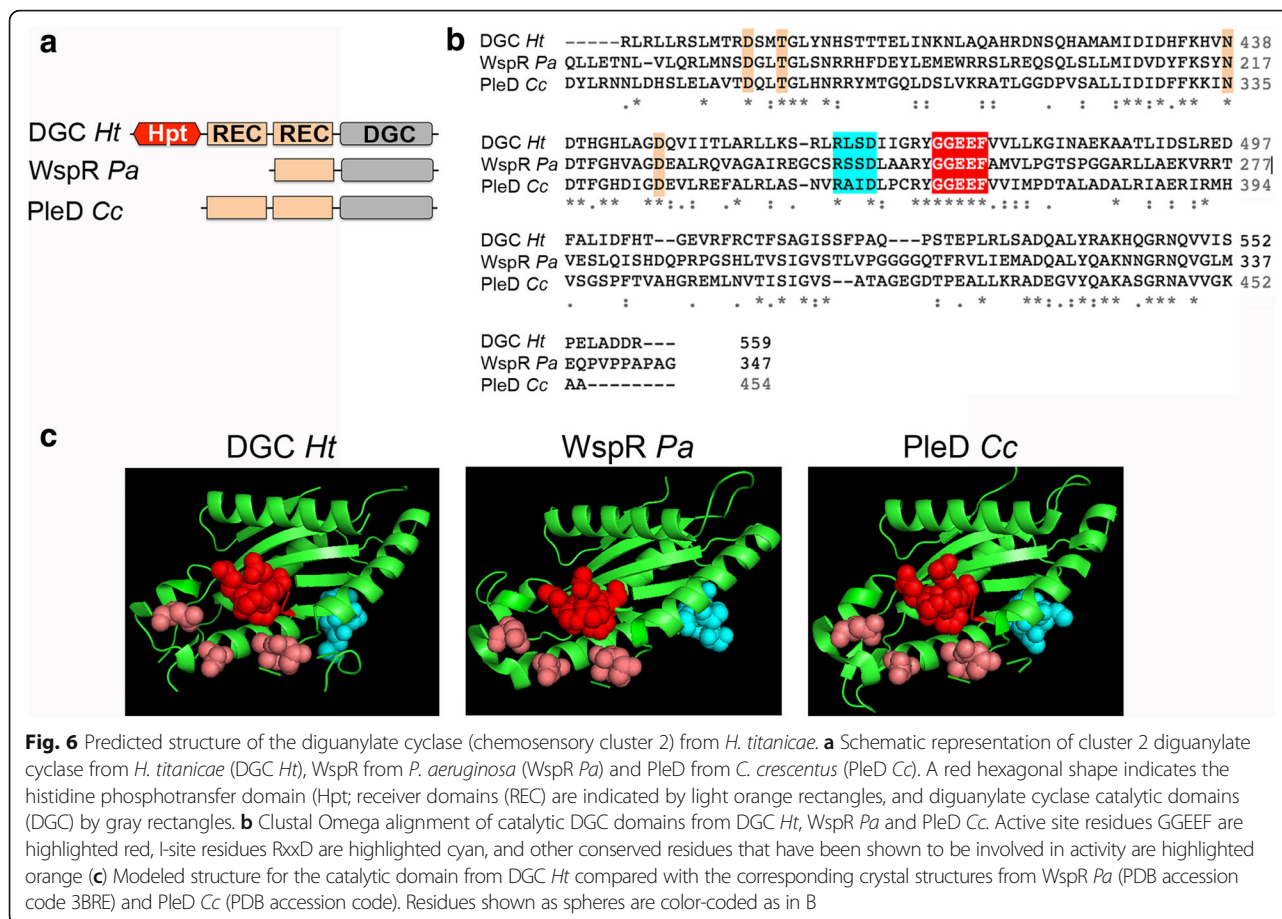 a
DGC Ht
Hpt
REC
REC
DGC
WspR Pa
PleD Cc
b
DGC Ht -----RLRLLRSLMTRDSMTGLYNHSTTTELINKNLAQAHRDNSQHAMAMIDIDHFKHVN 438
WspR Pa QLLETNL-VLQRLMNSDGLTGLSNRRHFDEYLEMEWRRSLREQSQLSLLMIDVDYFKSYN 217
PleD Cc DYLRNNLDHSLELAVTDQLTGLHNRRYMTGQLDSLVKRATLGGDPVSALLIDIDFFKKIN 335
.* * * :*** *: : . .: :**:*.** *
DTHGHLAGDQVIITLARLLKS-RLRLSDIIGRYGGEEFVVLLKGINAEKAATLIDSLRED 497
WspR Pa DTFGHVAGDEALRQVAGAIREGCSRSSDLAARYGGEEFAMVLPGTSPGGARLLAEKVRRT 277
DGC Ht
PleD Cc DTFGHDIGDEVLREFALRLASNVRAIDLPCRYGGEEFVVIMPDTALADALRIAERIRMH 394
**.** **:.: .* : . * * : ********.::: . * : : :*
DGC Ht FALIDFHT--GEVRFRCTFSAGISSFPAQ---PSTEPLRLSADQALYRAKHQGRNQVVIS 552
WspR Pa VESLQISHDQPRPGSHLTVSIGVSTLVPGGGGQTFRVLIEMADQALYQAKNNGRNQVGLM 337
PleD Cc VSGSPFTVAHGREMLNVTISIGVS--ATAGEGDTPEALLKRADEGVYQAKASGRNAVVGK 452
. : . *.* *:* : . * **:.:*:** .*** *
DGC Ht PELADDR--- 559
WspR Pa EQPVPPAPAG 347
PleD Cc AA-------- 454
c
DGC Ht
WspR Pa
PleD Cc
Fig. 6 Predicted structure of the diguanylate cyclase (chemosensory cluster 2) from H. titanicae. a Schematic representation of cluster 2 diguanylate
cyclase from H. titanicae (DGC Ht), WspR from P. aeruginosa (WspR Pa) and PleD from C. crescentus (PleD Cc). A red hexagonal shape indicates the
histidine phosphotransfer domain (Hpt; receiver domains (REC) are indicated by light orange rectangles, and diguanylate cyclase catalytic domains
(DGC) by gray rectangles. b Clustal Omega alignment of catalytic DGC domains from DGC Ht, WspR Pa and PleD Cc. Active site residues GGEEF are
highlighted red, I-site residues RxxD are highlighted cyan, and other conserved residues that have been shown to be involved in activity are highlighted
orange (c) Modeled structure for the catalytic domain from DGC Ht compared with the corresponding crystal structures from WspR Pa (PDB accession
code 3BRE) and PleD Cc (PDB accession code). Residues shown as spheres are color-coded as in B